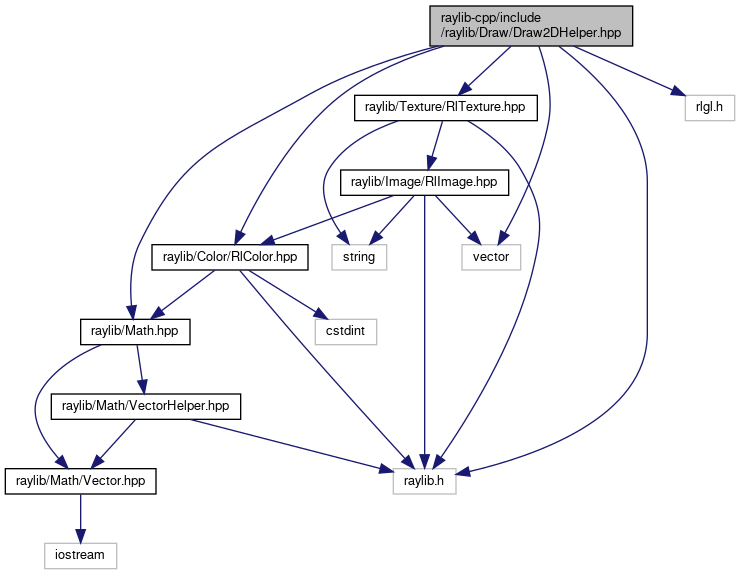 raylib-cpp/include
/raylib/Draw/Draw2DHelper.hpp
raylib/Texture/RlTexture.hpp
rlgl.h
raylib/Image/RlImage.hpp
raylib/Color/RlColor.hpp
string
vector
raylib/Math.hpp
cstdint
raylib/Math/VectorHelper.hpp
raylib/Math/Vector.hpp
raylib.h
iostream